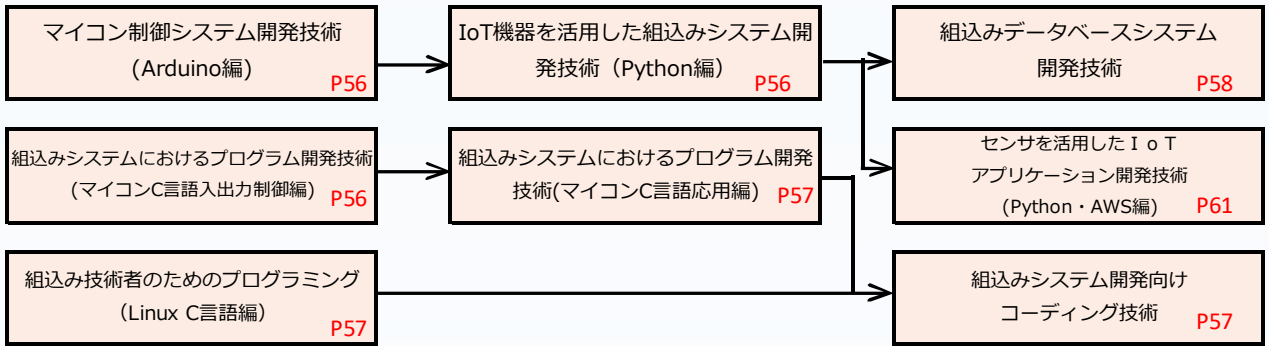 マイコン制御システム開発技術
(Arduino編)
P56
IoT機器を活用した組込みシステム開
発技術（Python編）
P56
組込みデータベースシステム
開発技術
P58
組込みシステムにおけるプログラム開発技術
(マイコンC言語入出力制御編)
P56
組込みシステムにおけるプログラム開発
技術(マイコンC言語応用編)
P57
センサを活用したＩｏＴ
アプリケーション開発技術
(Python・AWS編)
P61
組込み技術者のためのプログラミング
（Linux C言語編）
P57
組込みシステム開発向け
コーディング技術
P57